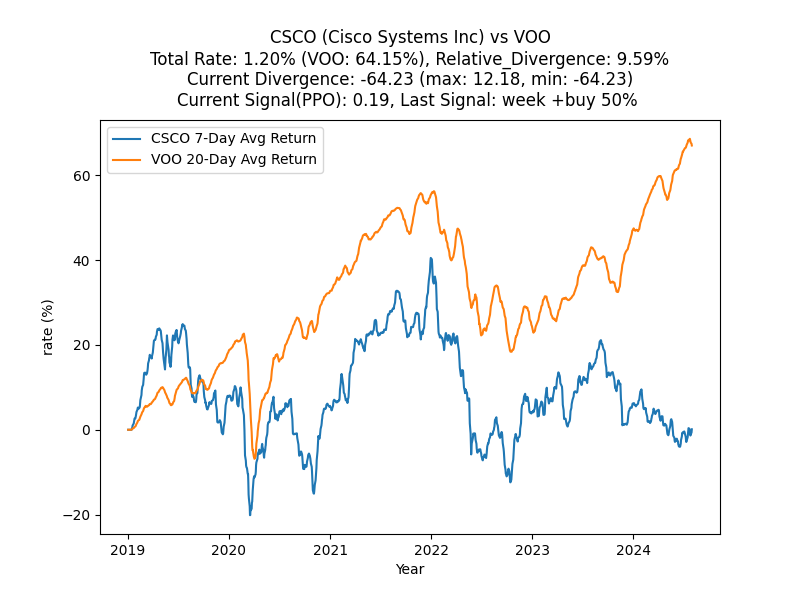 CSCO (Cisco Systems Inc) vs VOO
Total Rate: 1.20% (VOO: 64.15%), Relative_Divergence: 9.59%
Current Divergence: -64.23 (max: 12.18, min: -64.23)
Current Signal(PPO): 0.19, Last Signal: week +buy 50%
CSCO 7-Day Avg Return
VOO 20-Day Avg Return
rate (%)
60
40
20
0
−20
2019 2020 2021 2022 2023 2024
Year